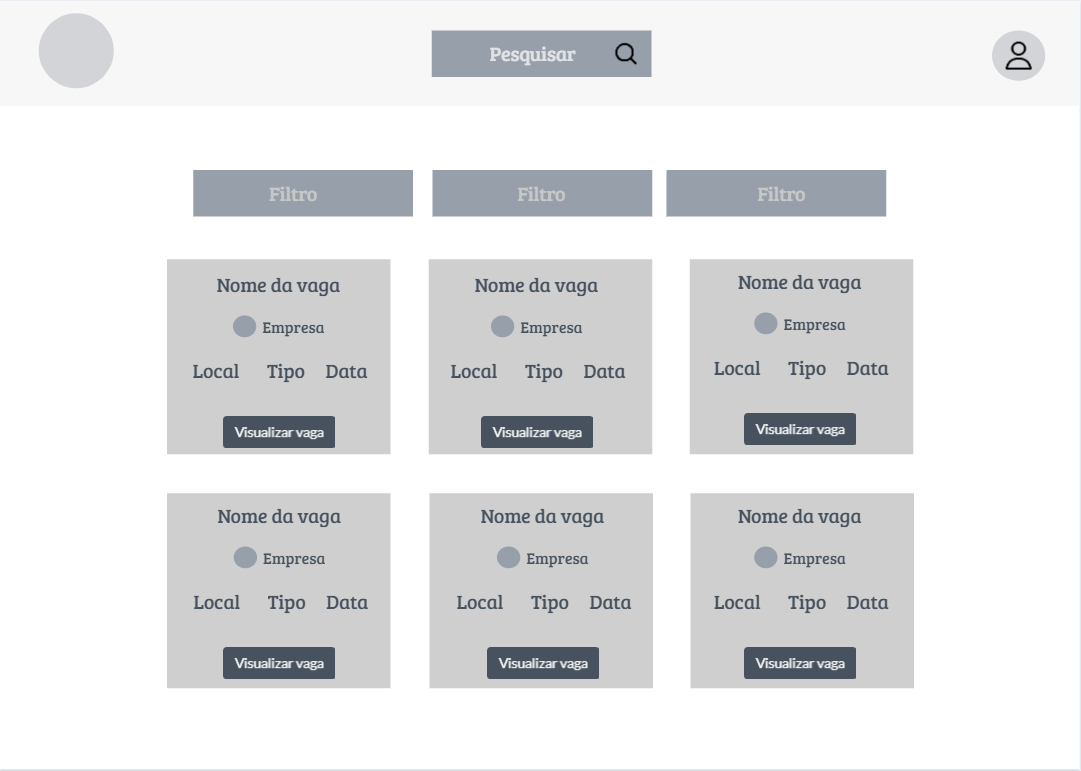 Pesquisar
Filtro Filtro Filtro
Nome da vaga Nome da vaga Nome da vaga
Empresa Empresa Empresa
Local Tipo Data Local Tipo Data Local Tipo Data
Visualizar vaga Visualizar vaga Visualizar vaga
Nome da vaga Nome da vaga Nome da vaga
Empresa Empresa Empresa
Local Tipo Data Local Tipo Data Local Tipo Data
Visualizar vaga Visualizar vaga Visualizar vaga